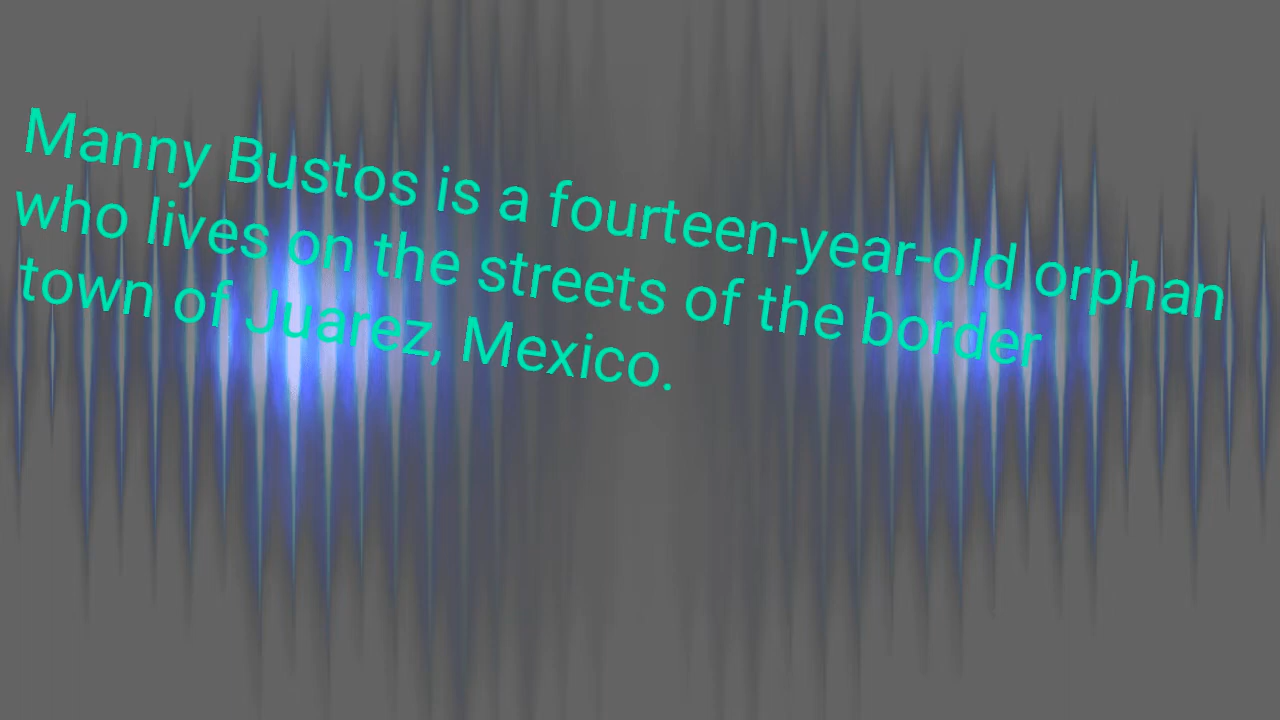 Manny Bustos is a fourteen-year-old orphan
who lives on the streets of the border
town of Juarez, Mexico.